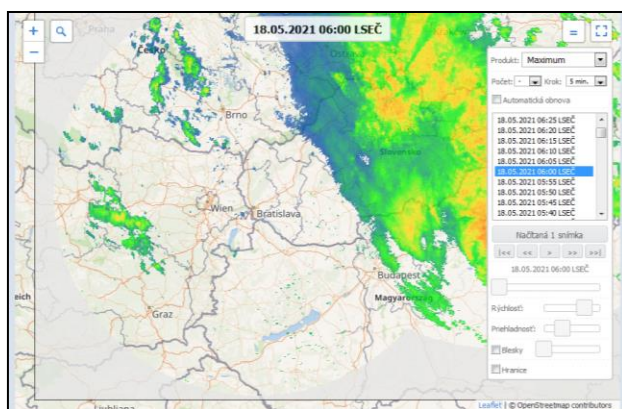 +
−
18.05.2021 06:00 LSEČ
=
Praha
Česko
Brno
Slovensko
Wien
Bratislava
Budapest
Magyarország
Graz
Ljubljana
Produkt: Maximum
Počet: - Krok: 5 min.
Automatická obnova
18.05.2021 06:25 LSEČ
18.05.2021 06:20 LSEČ
18.05.2021 06:15 LSEČ
18.05.2021 06:10 LSEČ
18.05.2021 06:05 LSEČ
18.05.2021 06:00 LSEČ
18.05.2021 05:55 LSEČ
18.05.2021 05:50 LSEČ
18.05.2021 05:45 LSEČ
18.05.2021 05:40 LSEČ
Načítaná 1 snímka
|<< << > >> >>|
18.05.2021 06:00 LSEČ
Rýchlosť:
Priehľadnosť:
Blesky
Hranice
Leaflet | © OpenStreetmap contributors